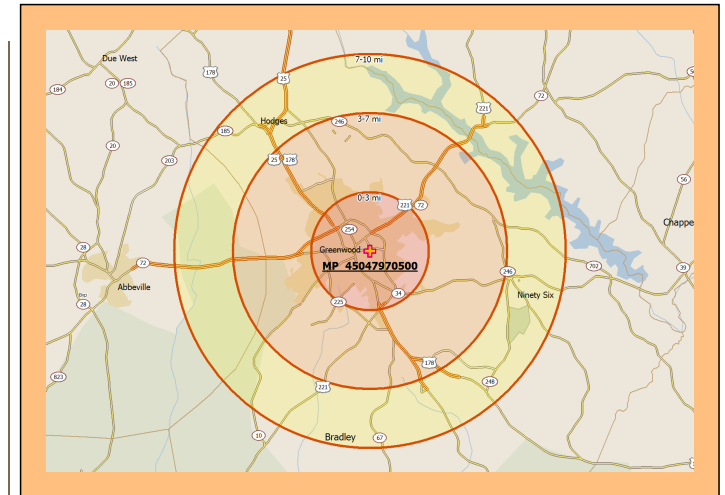 Due West
7-10 mi
178
25
184
20
185
221
72
Hodges
246
3-7 mi
185
20
203
25
178
56
0-3 mi
221
72
Chappe
254
28
Greenwood
72
MP 45047970500
246
702
39
Abbeville
28
225
34
Ninety Six
823
178
221
248
10
Bradley
67